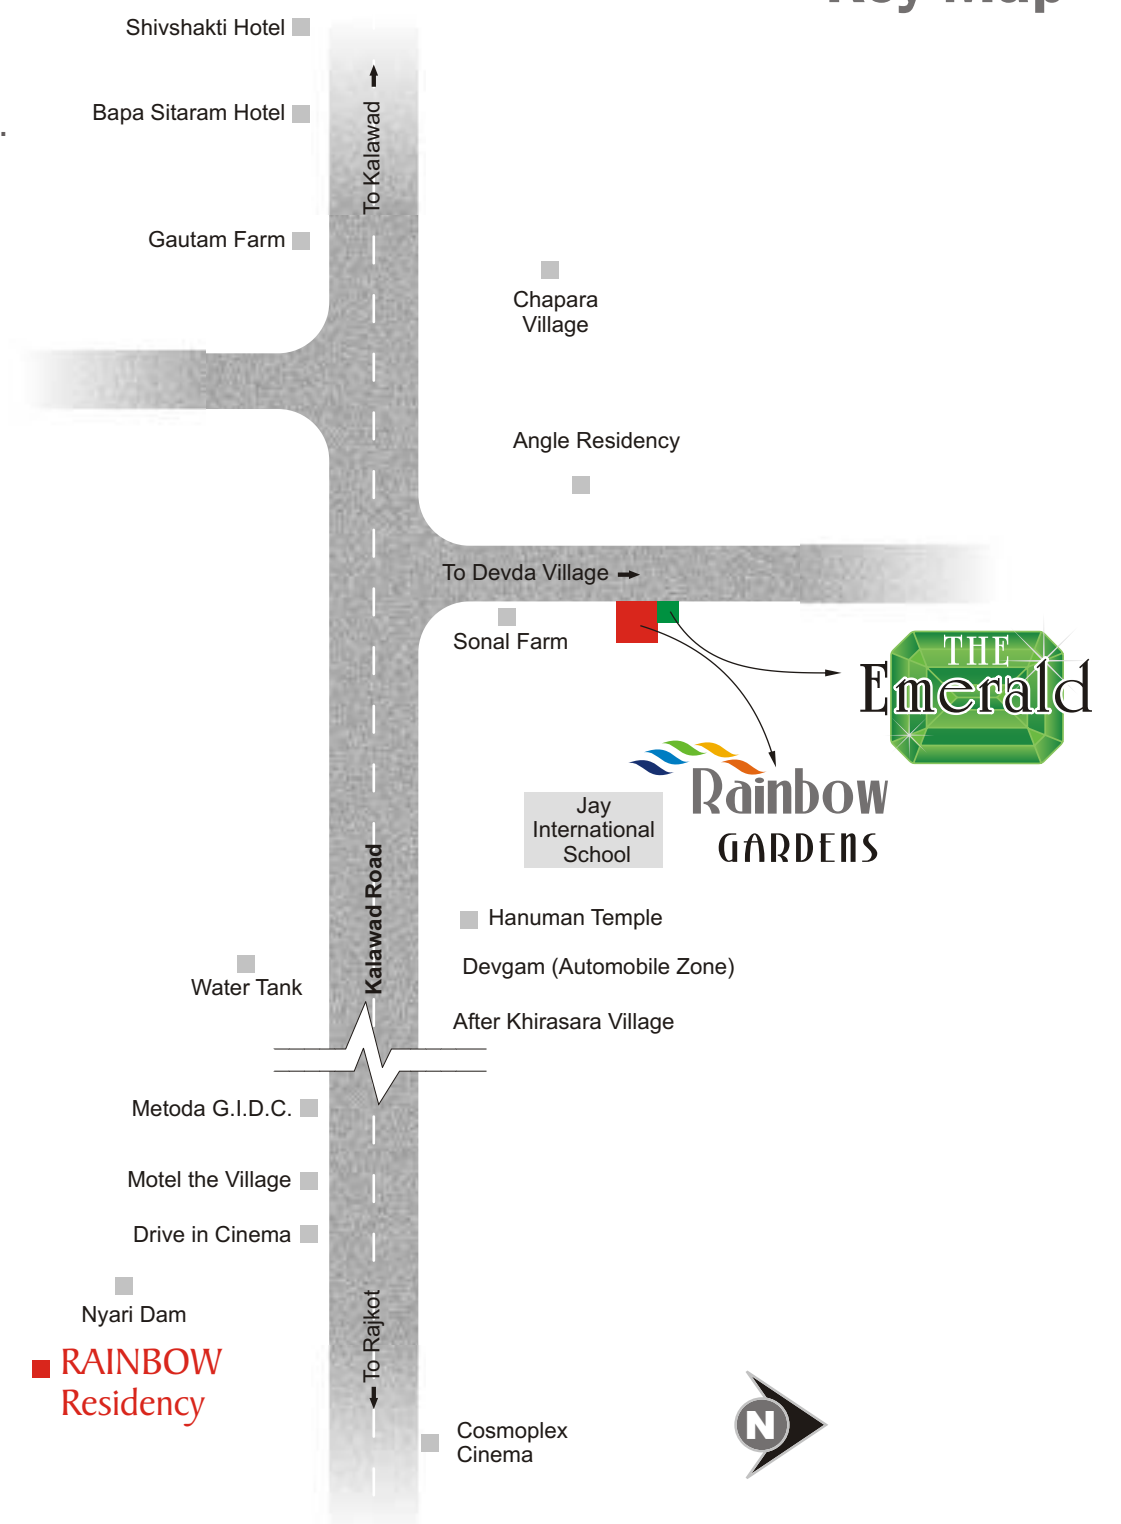 Key Map
Shivshakti Hotel
Bapa Sitaram Hotel
.
To Kalawad
Gautam Farm
Chapara
Village
Angle Residency
To Devda Village
Sonal Farm
THE
Emerald
Rainbow
GARDENS
Jay
International
School
Kalawad Road
Hanuman Temple
Devgam (Automobile Zone)
Water Tank
After Khirasara Village
Metoda G.I.D.C.
Motel the Village
Drive in Cinema
Nyari Dam
To Rajkot
RAINBOW
Residency
Cosmoplex
Cinema
N